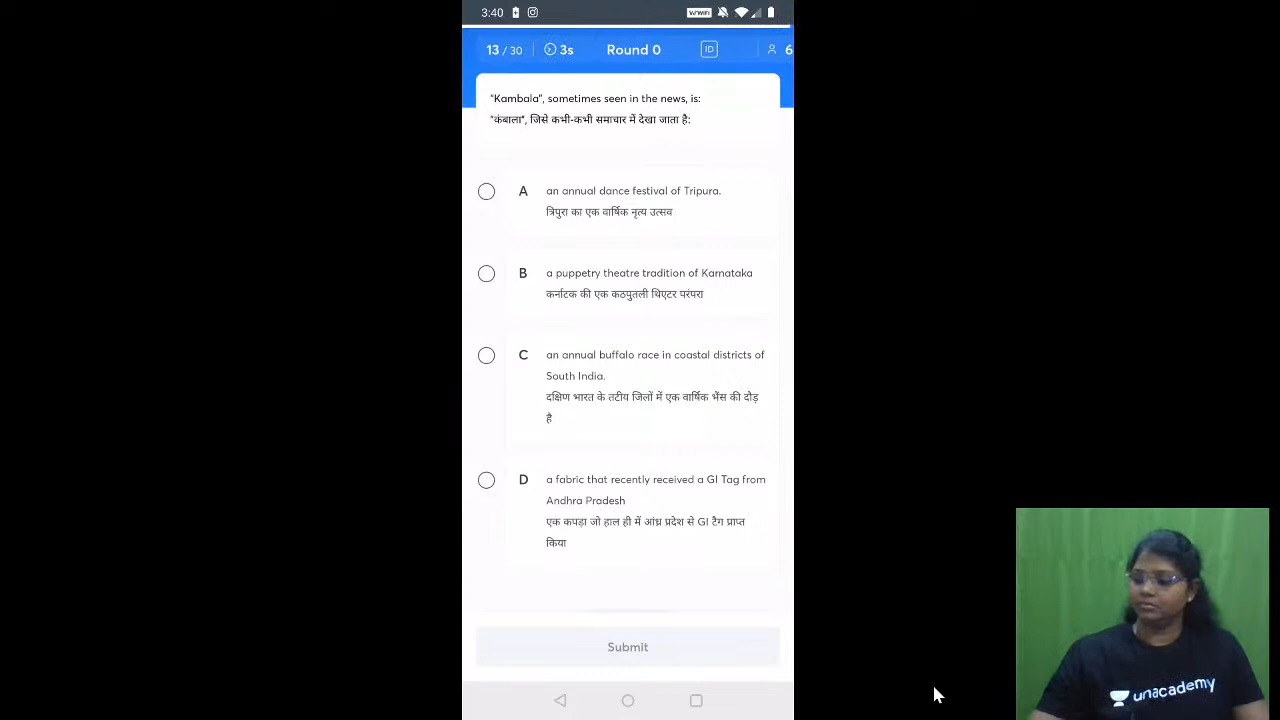 3:40
VoWiFi
13 / 30
3s
Round 0
ID
6
"Kambala", sometimes seen in the news, is:
"कंबाला", जिसे कभी-कभी समाचार में देखा जाता है:
A an annual dance festival of Tripura.
त्रिपुरा का एक वार्षिक नृत्य उत्सव
B a puppetry theatre tradition of Karnataka
कर्नाटक की एक कठपुतली थिएटर परंपरा
C an annual buffalo race in coastal districts of
South India.
दक्षिण भारत के तटीय जिलों में एक वार्षिक भैंस की दौड़
है
D a fabric that recently received a GI Tag from
Andhra Pradesh
एक कपड़ा जो हाल ही में आंध्र प्रदेश से GI टैग प्राप्त
किया
Submit
unacademy